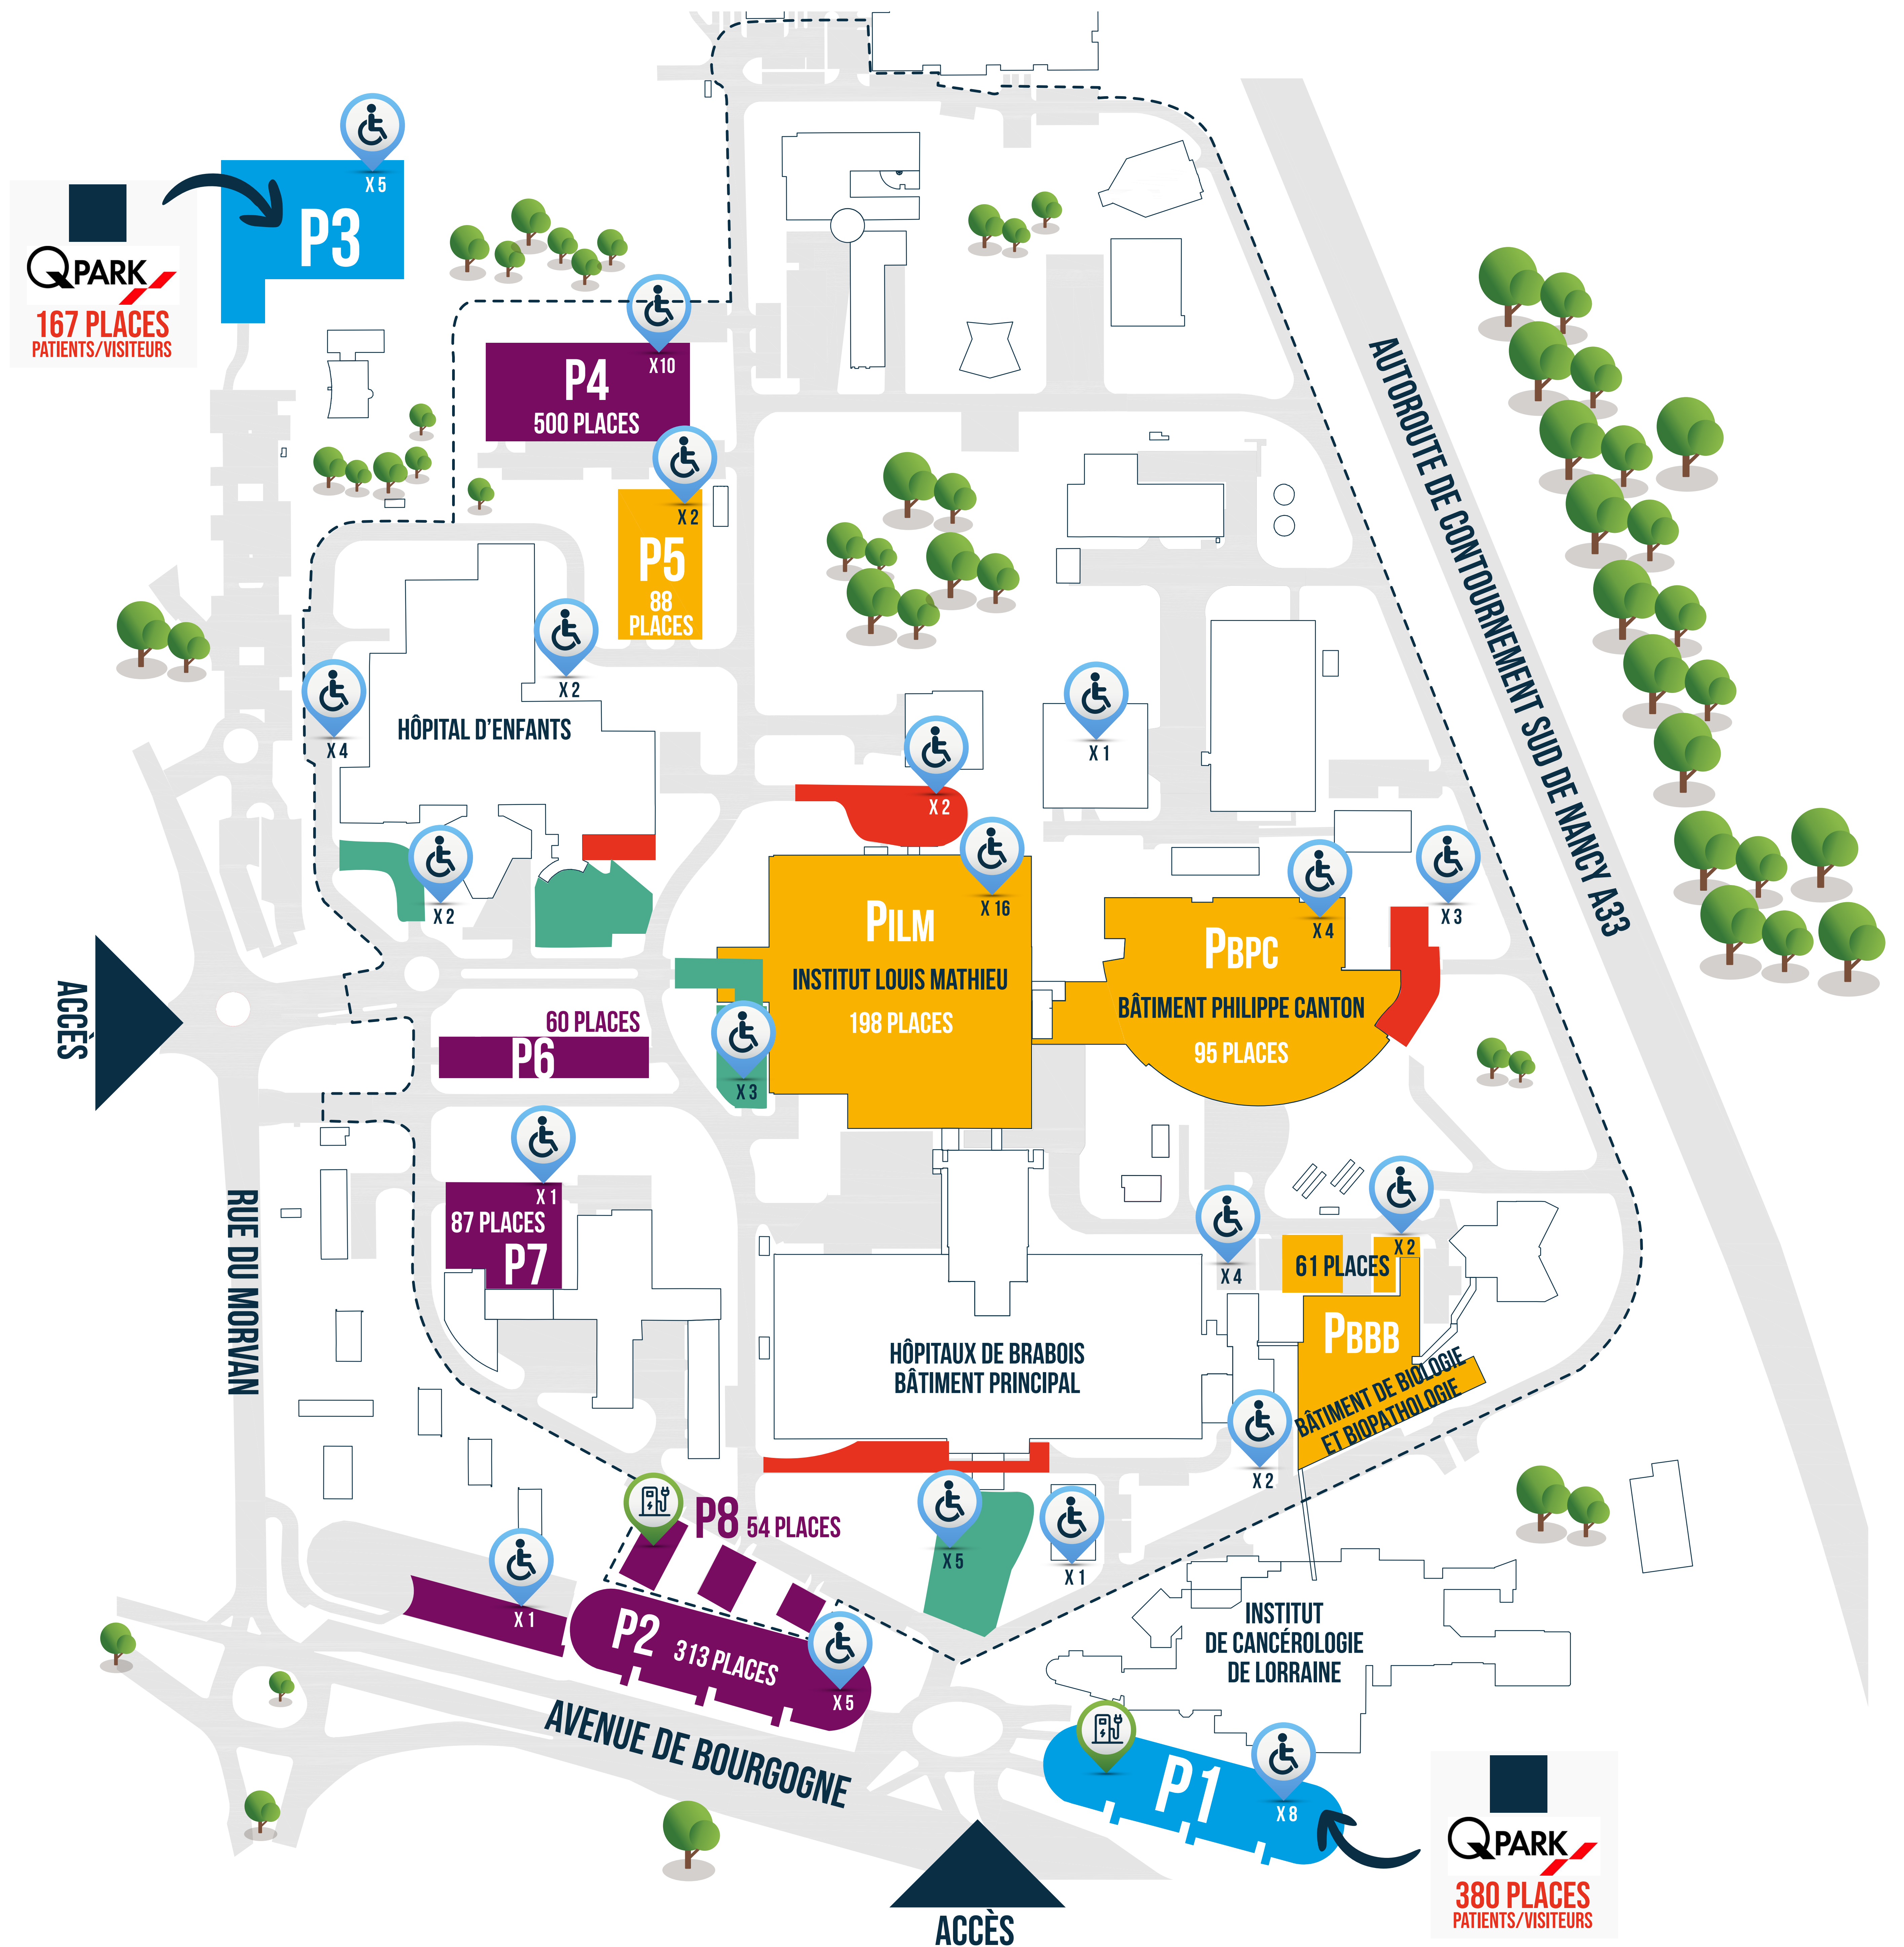 X 5
P3
QPARK
167 PLACES
PATIENTS/VISITEURS
X10
P4
500 PLACES
X 2
P5
88
PLACES
AUTOROUTE DE CONTOURNEMENT SUD DE NANCY A33
X 2
X 4
HÔPITAL D'ENFANTS
X 1
X 2
X 2
X 16
PILM
INSTITUT LOUIS MATHIEU
198 PLACES
X 4
X 3
PBPC
BÂTIMENT PHILIPPE CANTON
95 PLACES
ACCÈS
60 PLACES
P6
X 3
X 1
87 PLACES
P7
RUE DU MORVAN
X 4
X 2
61 PLACES
PBBB
BÂTIMENT DE BIOLOGIE
ET BIOPATHOLOGIE
HÔPITAUX DE BRABOIS
BÂTIMENT PRINCIPAL
X 2
P8 54 PLACES
X 5
X 1
X 1
P2 313 PLACES
X 5
INSTITUT
DE CANCÉROLOGIE
DE LORRAINE
AVENUE DE BOURGOGNE
P1
X 8
QPARK
380 PLACES
PATIENTS/VISITEURS
ACCÈS